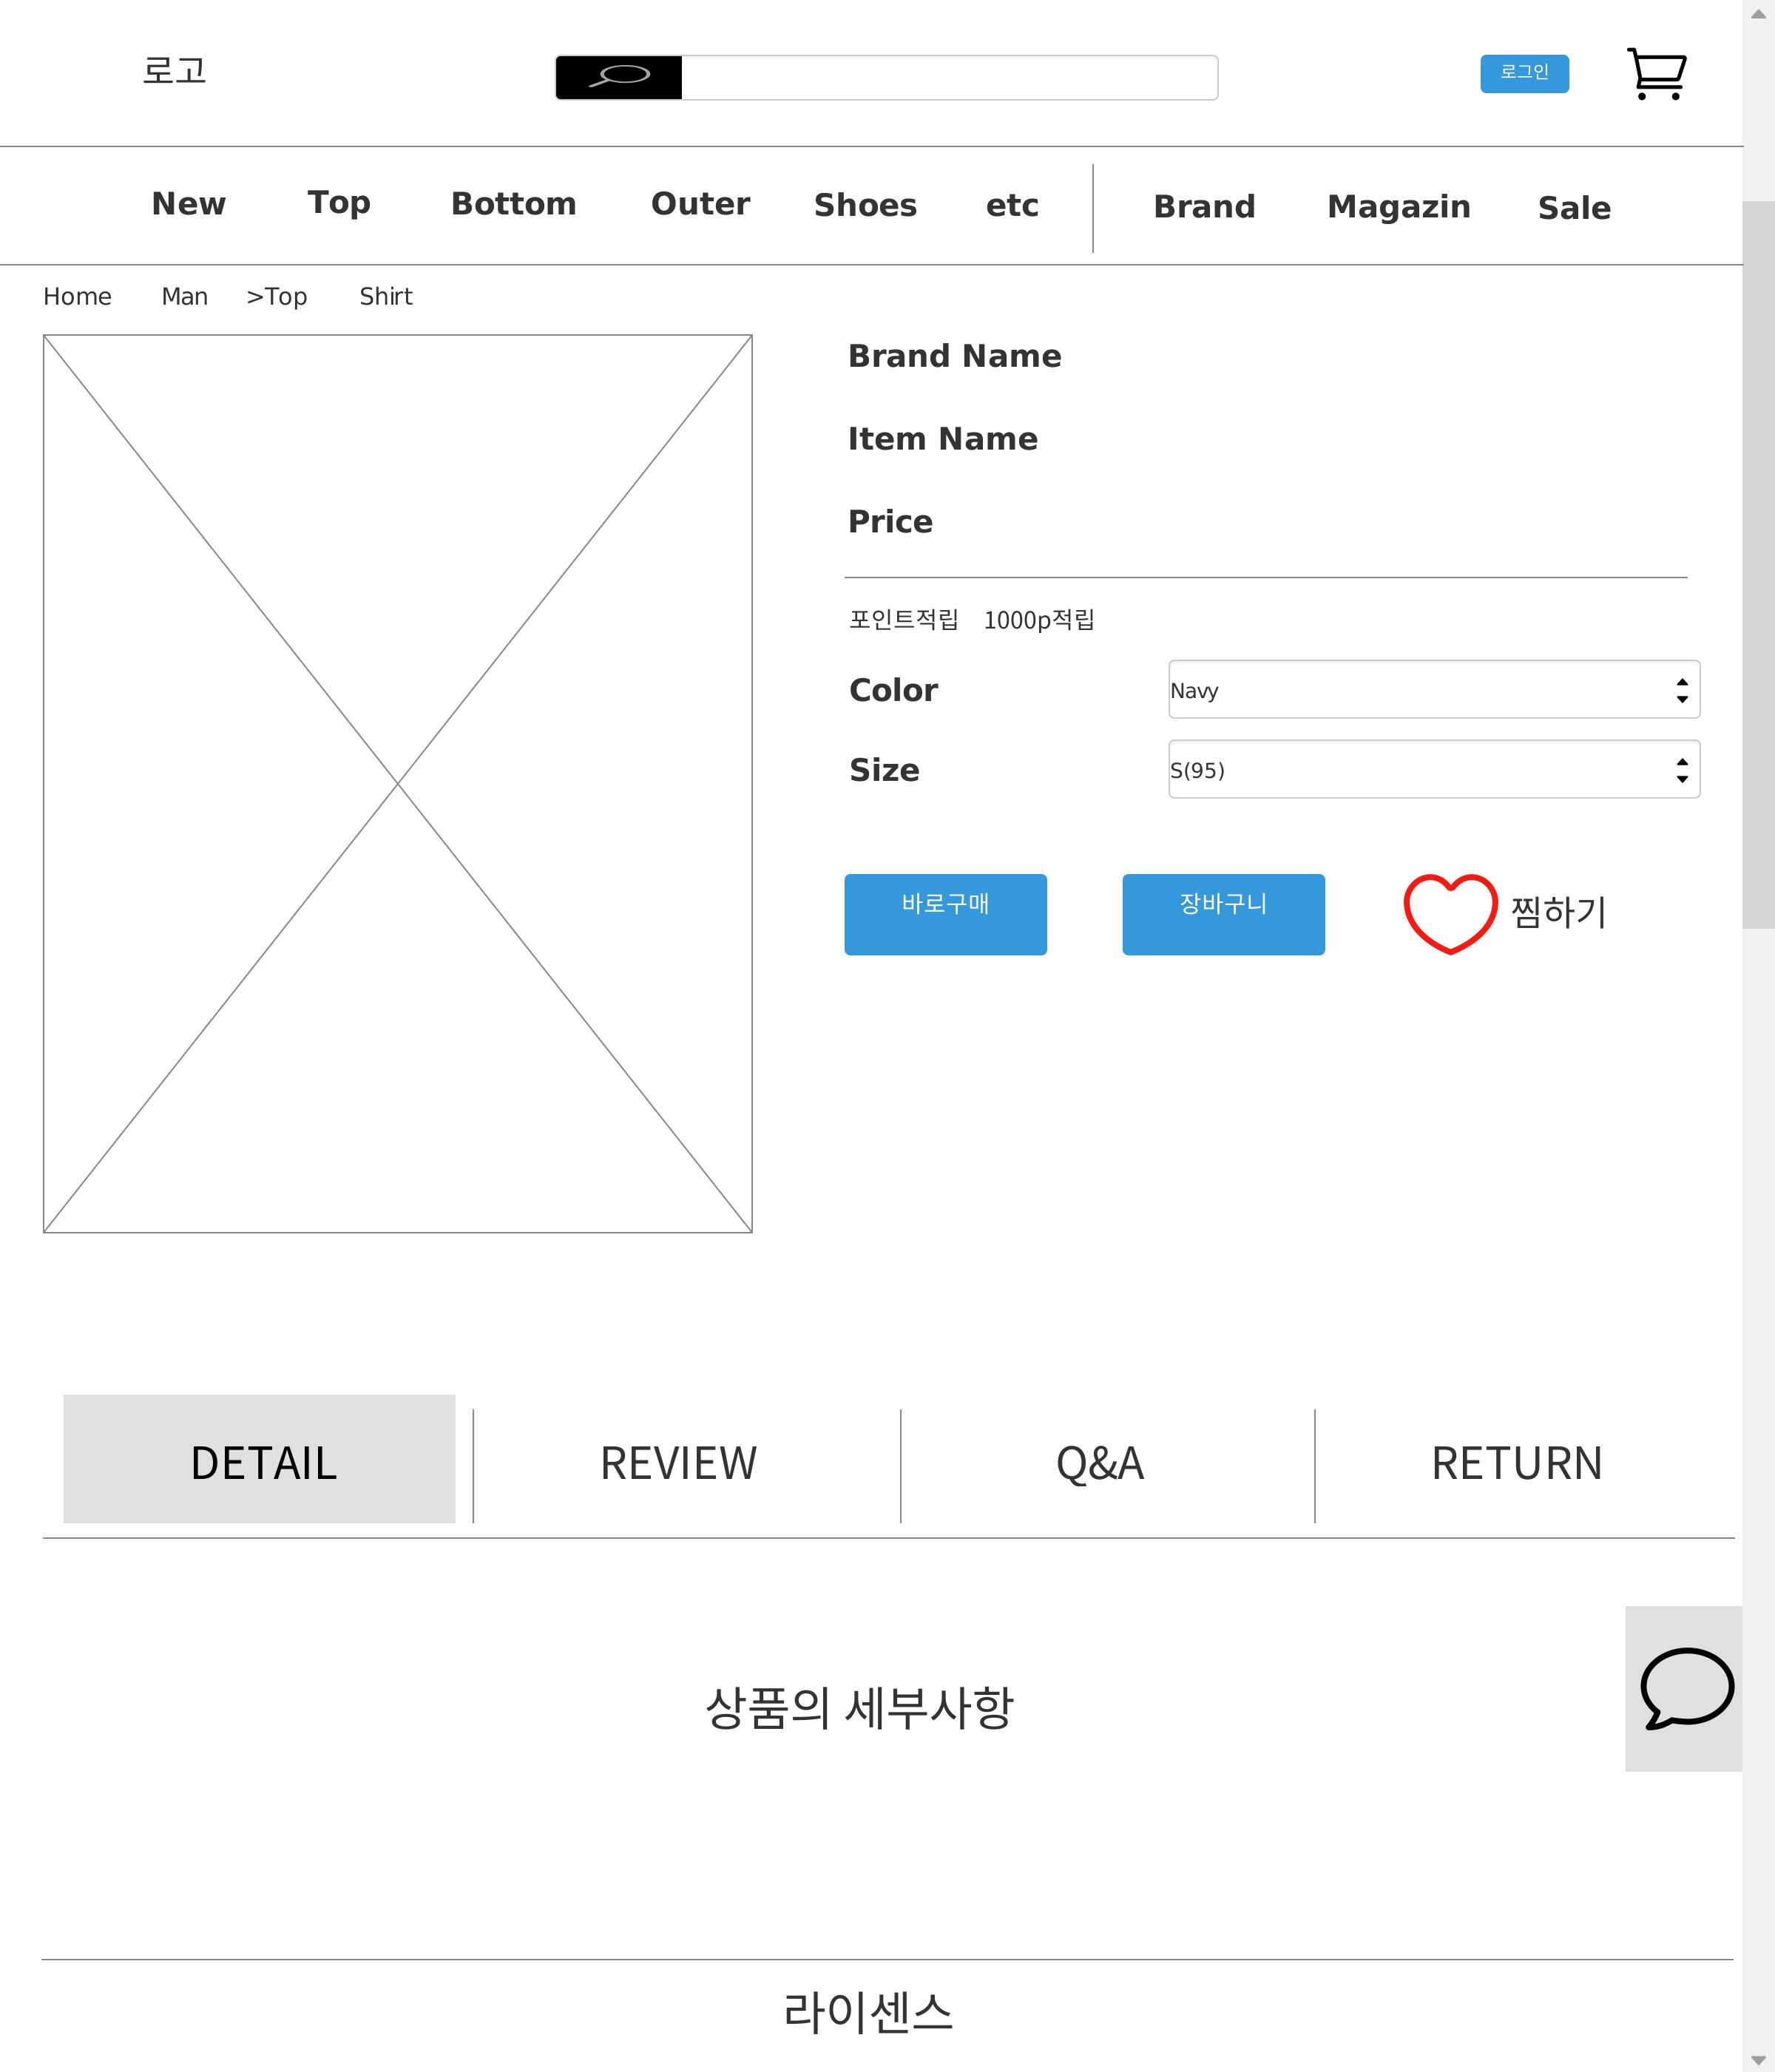 로고
로그인
New Top Bottom Outer Shoes etc Brand Magazin Sale
Home Man >Top Shirt
Brand Name
Item Name
Price
포인트적립 1000p적립
Color Navy
Size S(95)
바로구매 장바구니 찜하기
DETAIL REVIEW Q&A RETURN
상품의 세부사항
라이센스